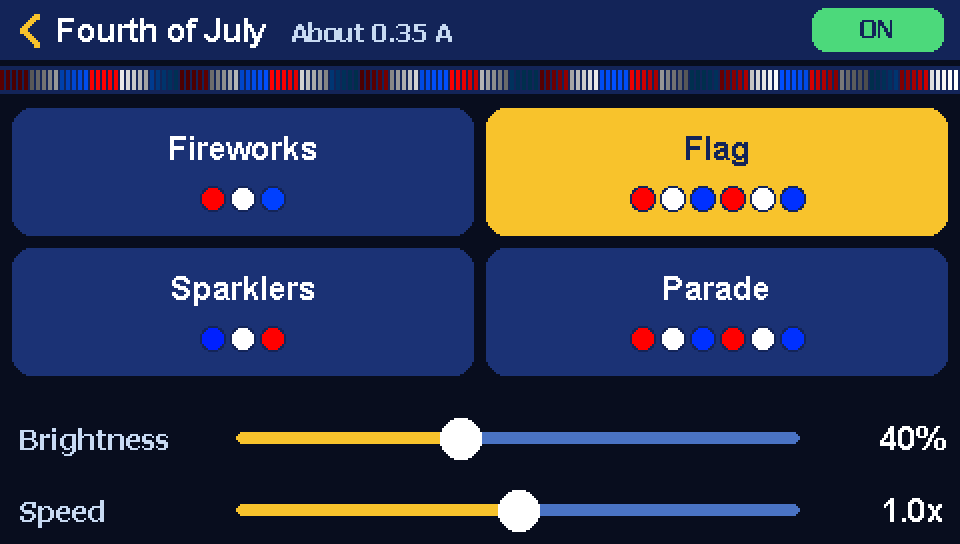 Fourth of July About 0.35 A ON
Fireworks Flag
Sparklers Parade
Brightness 40%
Speed 1.0x